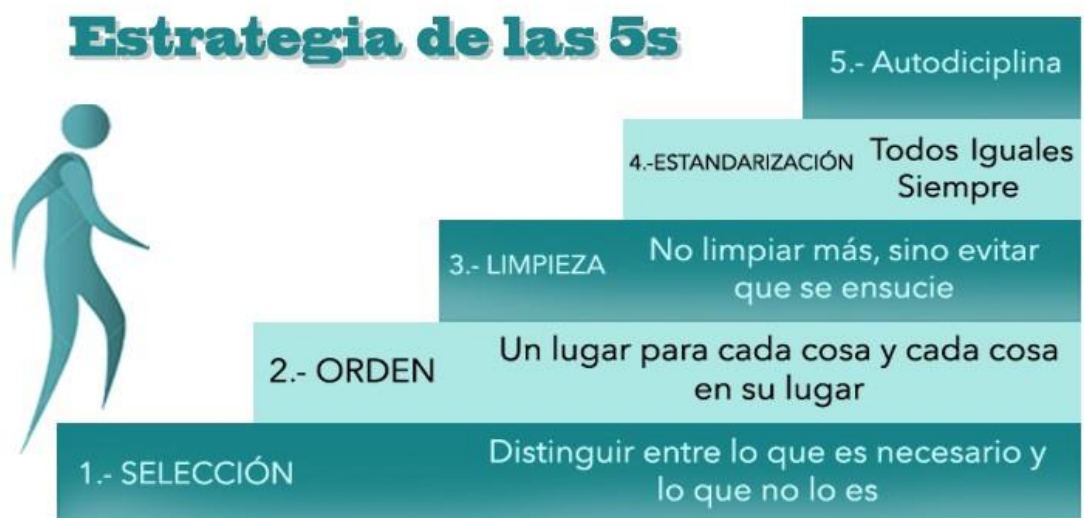 Estrategia de las 5s
5.- Autodiciplina
4.-ESTANDARIZACIÓN Todos Iguales
Siempre
3.- LIMPIEZA No limpiar más, sino evitar
que se ensucie
2.- ORDEN Un lugar para cada cosa y cada cosa
en su lugar
1.- SELECCIÓN Distinguir entre lo que es necesario y
lo que no lo es